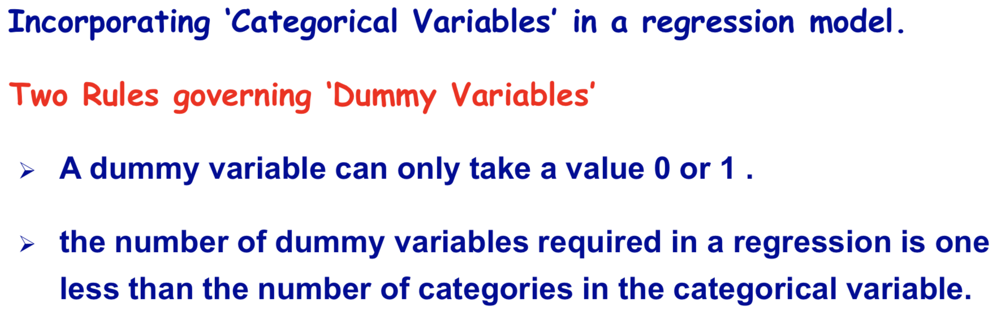 Incorporating ‘Categorical Variables’ in a regression model.
Two Rules governing ‘Dummy Variables’
➢ A dummy variable can only take a value 0 or 1 .
➢ the number of dummy variables required in a regression is one
less than the number of categories in the categorical variable.